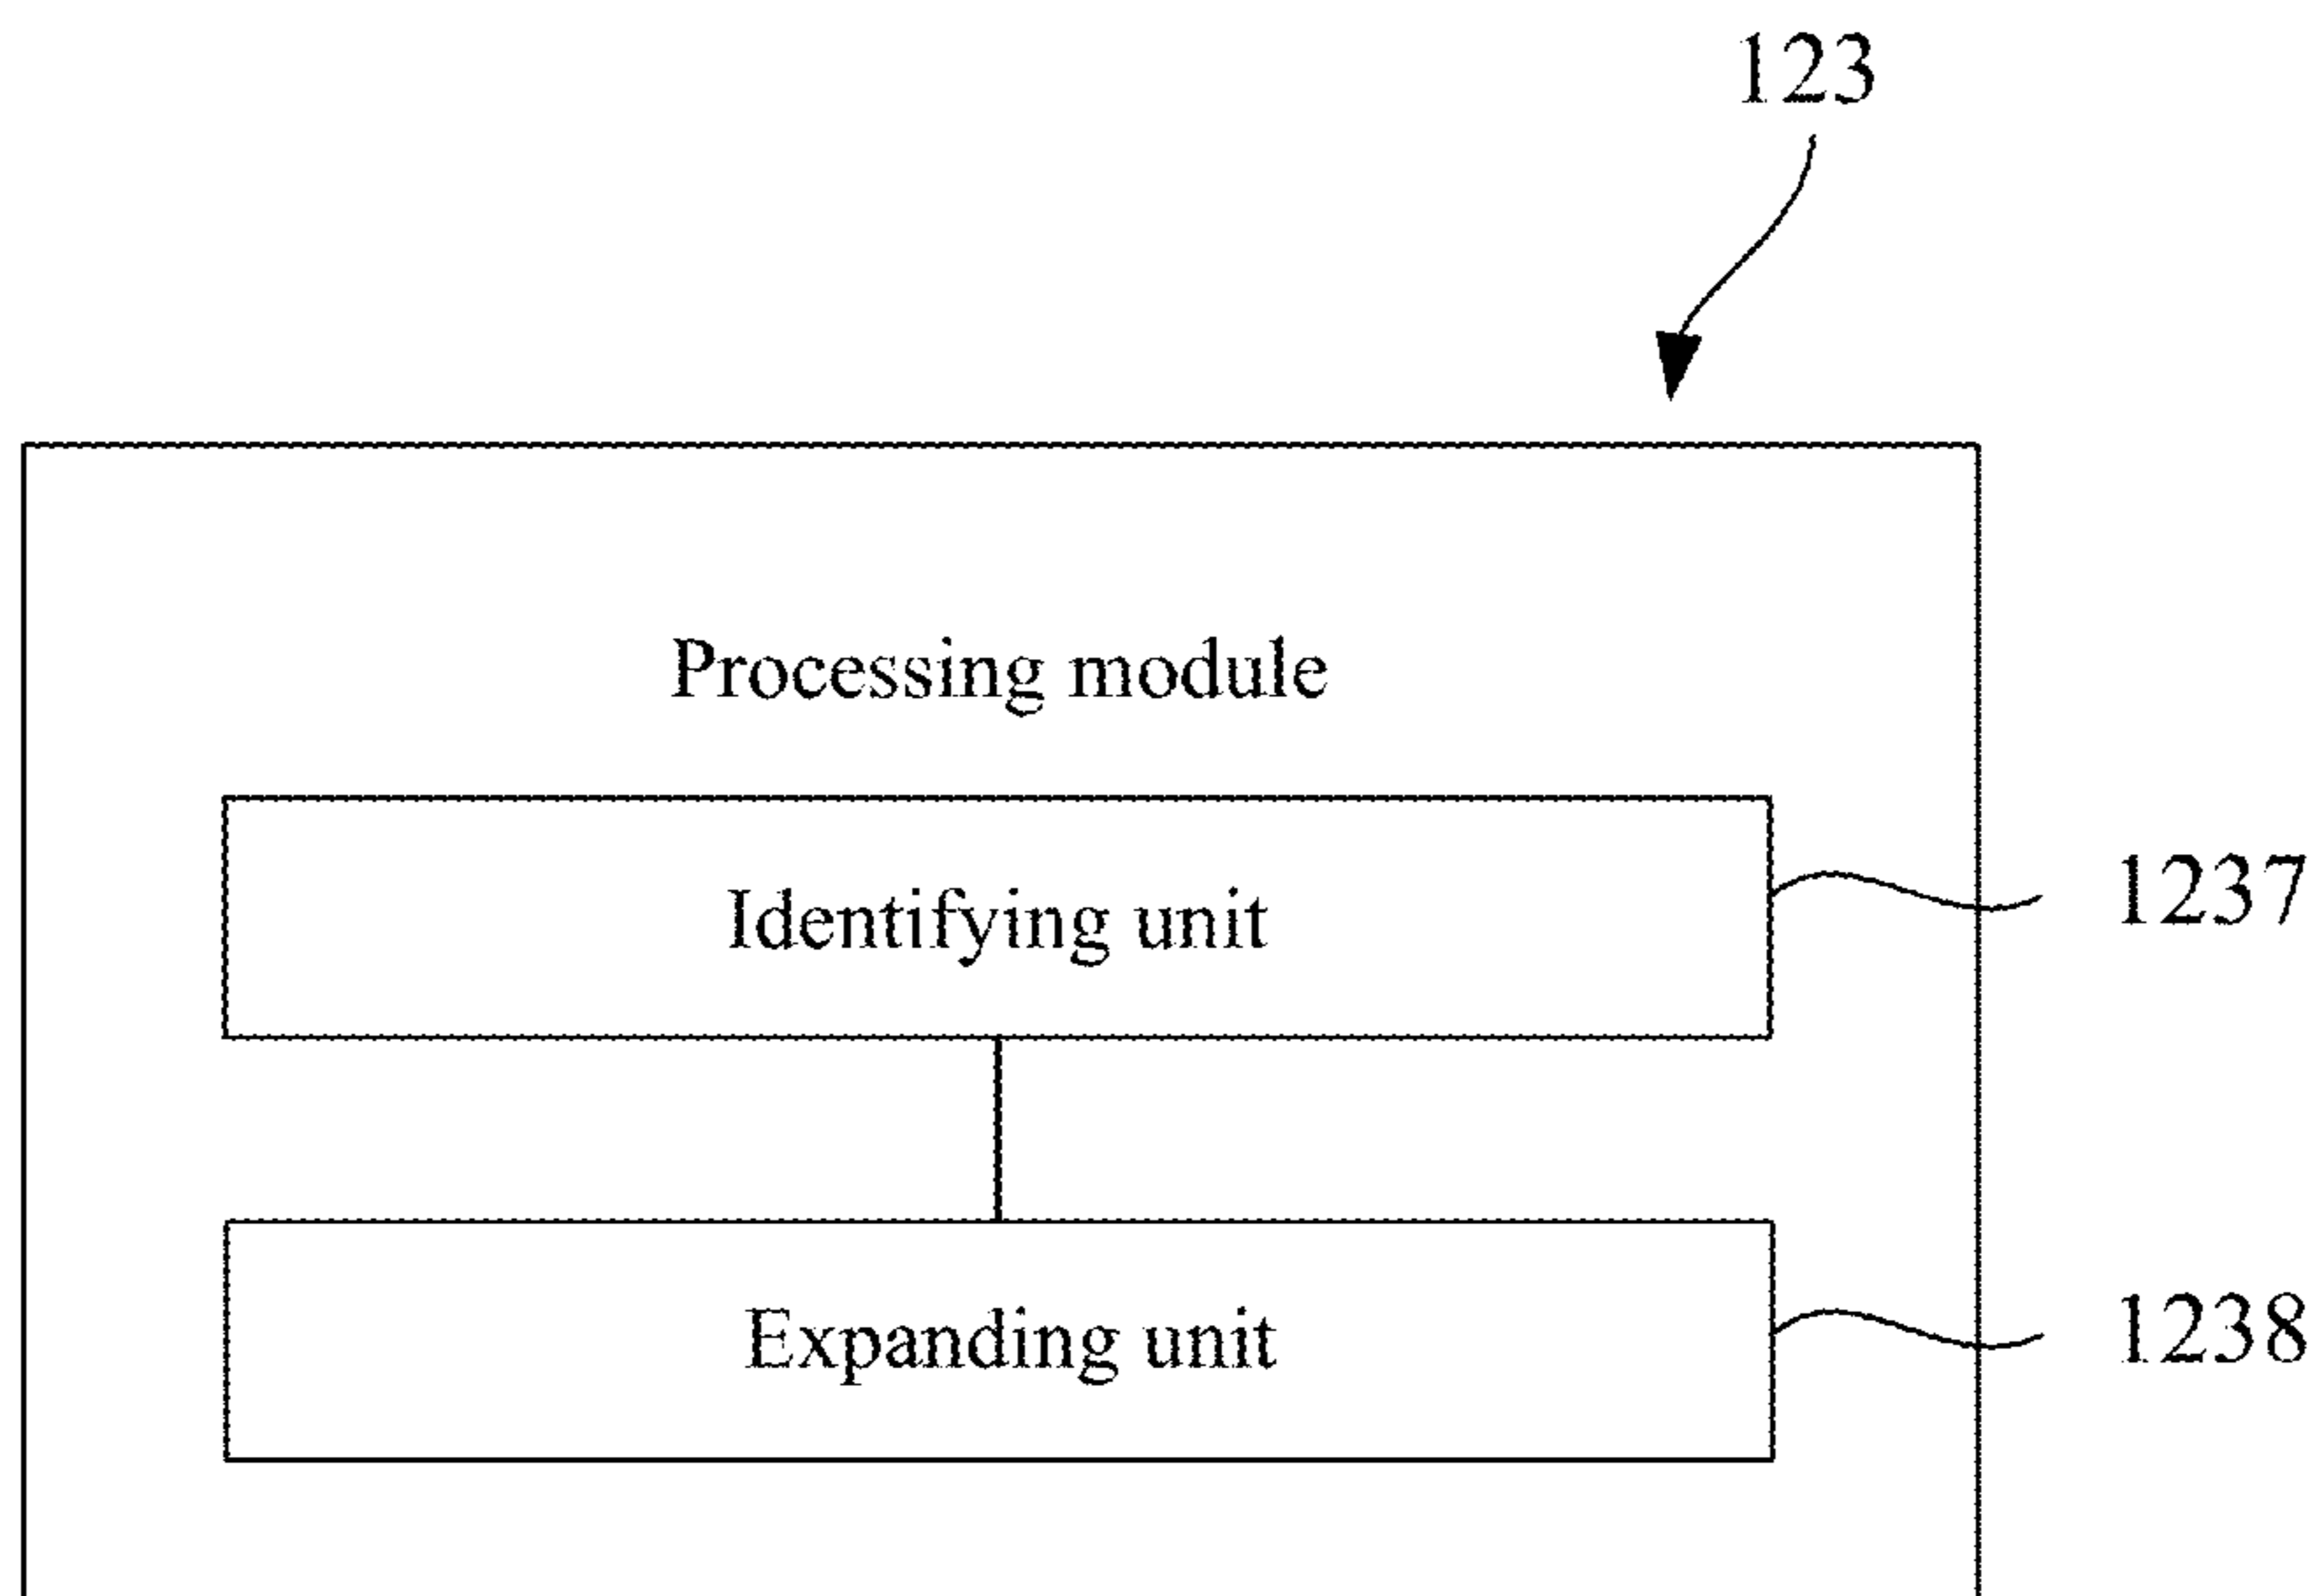 123
Processing module
Identifying unit
1237
Expanding unit
1238